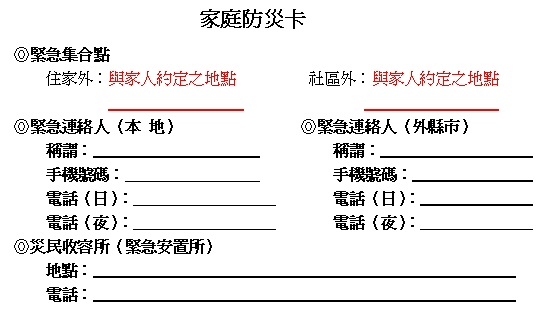 家庭防災卡
◎緊急集合點
住家外：與家人約定之地點 社區外：與家人約定之地點
◎緊急連絡人（本 地） ◎緊急連絡人（外縣市）
稱謂： 稱謂：
手機號碼： 手機號碼：
電話（日）： 電話（日）：
電話（夜）： 電話（夜）：
◎災民收容所（緊急安置所）
地點：
電話：